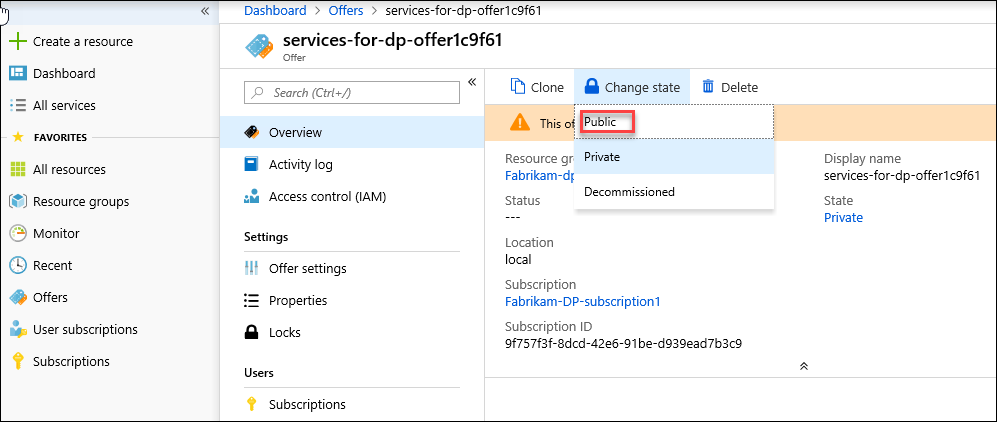 Dashboard > Offers > services-for-dp-offer1c9f61
services-for-dp-offer1c9f61
Offer
Create a resource
Dashboard
All services
FAVORITES
All resources
Resource groups
Monitor
Recent
Offers
User subscriptions
Subscriptions
Search (Ctrl+/)
Overview
Activity log
Access control (IAM)
Settings
Offer settings
Properties
Locks
Users
Subscriptions
Clone
Change state
Delete
This of
Public
Private
Decommissioned
Resource gr
Fabrikam-dp
Status
---
Location
local
Subscription
Fabrikam-DP-subscription1
Subscription ID
9f757f3f-8dcd-42e6-91be-d939ead7b3c9
Display name
services-for-dp-offer1c9f61
State
Private